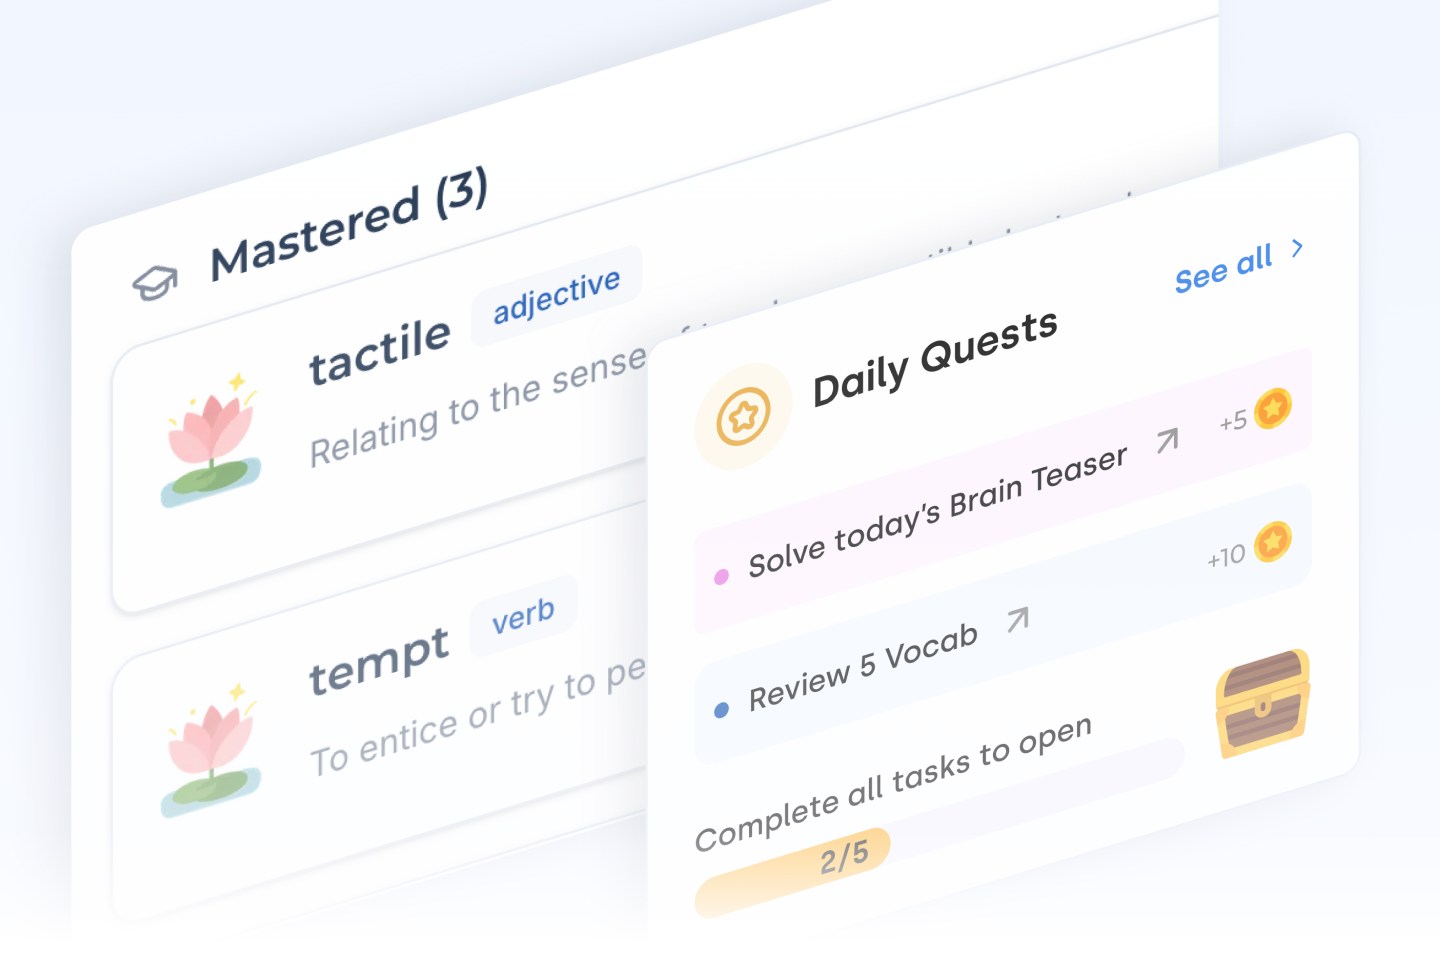 Mastered (3)
tactile
adjective
Relating to the sense
tempt
verb
To entice or try to
Daily Quests
See all
Solve today's Brain Teaser
+5
Review 5 Vocab
+10
Complete all tasks to open
2/5